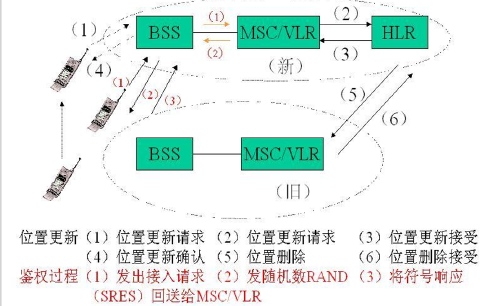 (1)
BSS
(1)
(2)
MSC/VLR
(2)
(3)
HLR
(新)
(4)
(1)
(2)
(3)
(5)
(6)
BSS
MSC/VLR
(旧)
位置更新(1)位置更新请求(2)位置更新请求 (3)位置更新接受
(4)位置更新确认(5)位置删除 (6)位置删除接受
鉴权过程(1)发出接入请求(2)发随机数RAND(3)将符号响应
(SRES)回送给MSC/VLR